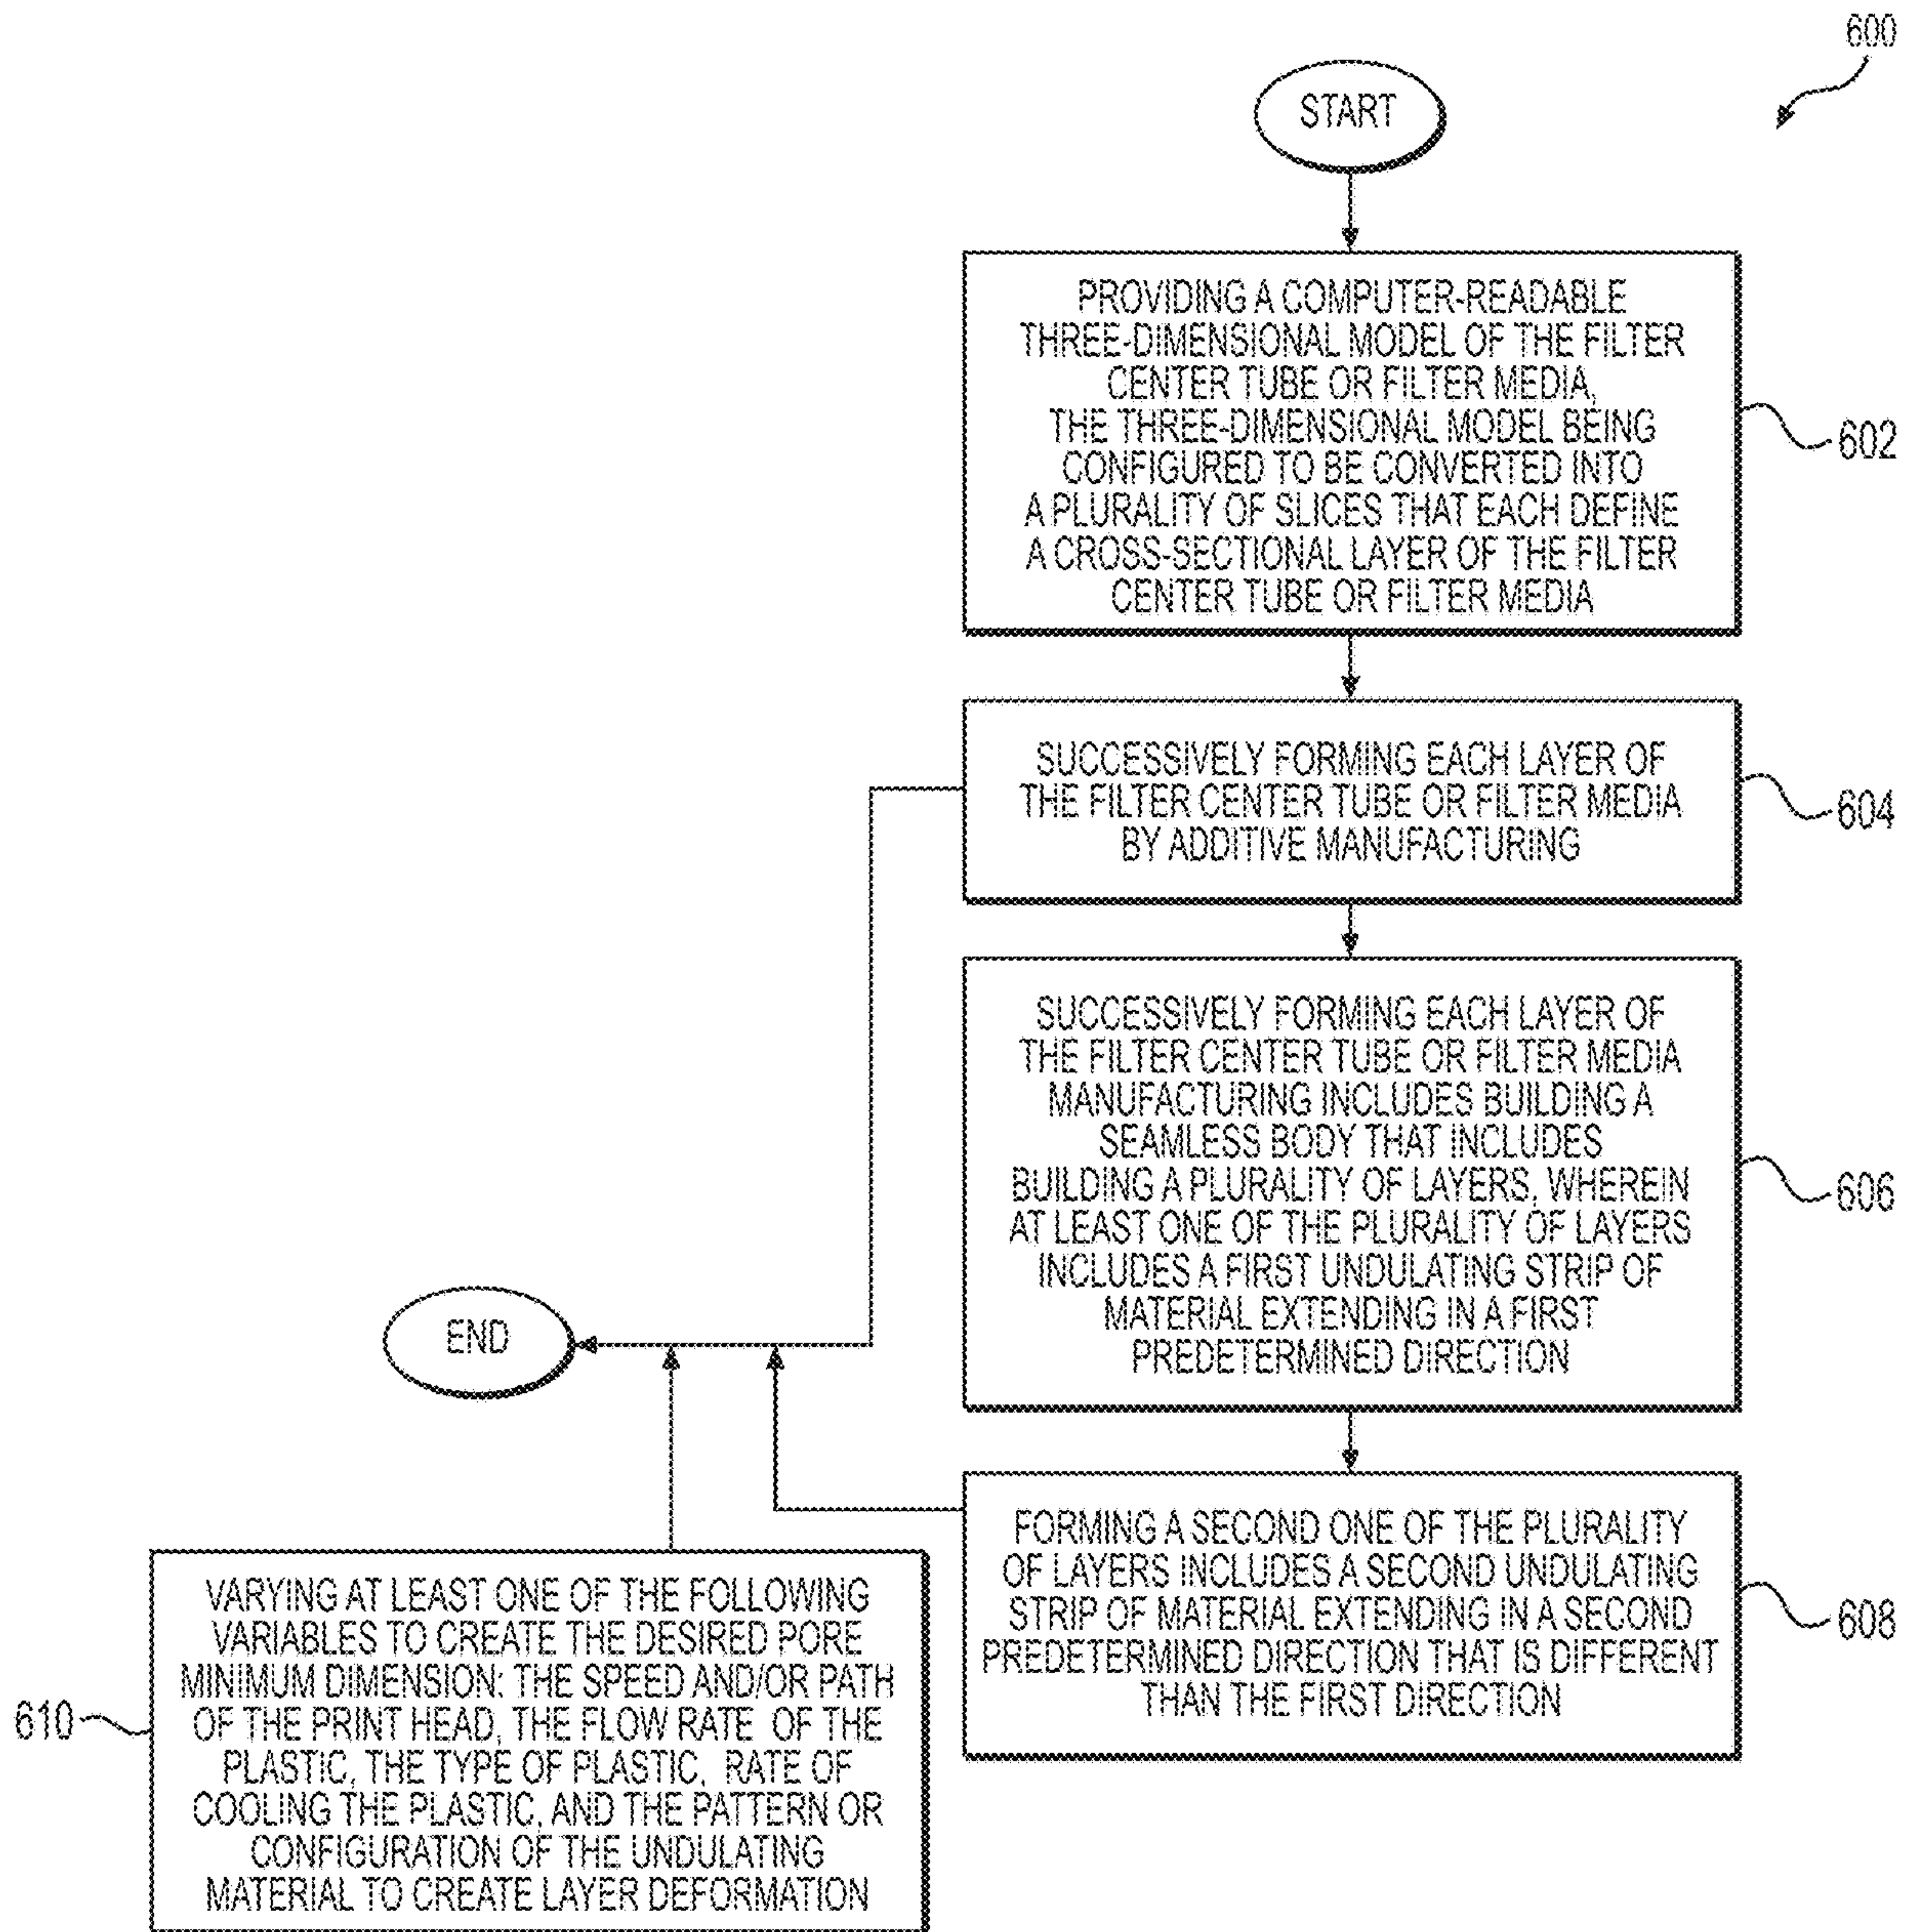 600
START
PROVIDING A COMPUTER-READABLE
THREE-DIMENSIONAL MODEL OF THE FILTER
CENTER TUBE OR FILTER MEDIA,
THE THREE-DIMENSIONAL MODEL BEING
CONFIGURED TO BE CONVERTED INTO
A PLURALITY OF SLICES THAT EACH DEFINE
A CROSS-SECTIONAL LAYER OF THE FILTER
CENTER TUBE OR FILTER MEDIA
602
SUCCESSIVELY FORMING EACH LAYER OF
THE FILTER CENTER TUBE OR FILTER MEDIA
BY ADDITIVE MANUFACTURING
604
SUCCESSIVELY FORMING EACH LAYER OF
THE FILTER CENTER TUBE OR FILTER MEDIA
MANUFACTURING INCLUDES BUILDING A
SEAMLESS BODY THAT INCLUDES
BUILDING A PLURALITY OF LAYERS, WHEREIN
AT LEAST ONE OF THE PLURALITY OF LAYERS
INCLUDES A FIRST UNDULATING STRIP OF
MATERIAL EXTENDING IN A FIRST
PREDETERMINED DIRECTION
606
END
FORMING A SECOND ONE OF THE PLURALITY
OF LAYERS INCLUDES A SECOND UNDULATING
STRIP OF MATERIAL EXTENDING IN A SECOND
PREDETERMINED DIRECTION THAT IS DIFFERENT
THAN THE FIRST DIRECTION
608
VARYING AT LEAST ONE OF THE FOLLOWING
VARIABLES TO CREATE THE DESIRED PORE
MINIMUM DIMENSION: THE SPEED AND/OR PATH
OF THE PRINT HEAD, THE FLOW RATE OF THE
PLASTIC, THE TYPE OF PLASTIC, RATE OF
COOLING THE PLASTIC, AND THE PATTERN OR
CONFIGURATION OF THE UNDULATING
MATERIAL TO CREATE LAYER DEFORMATION
610